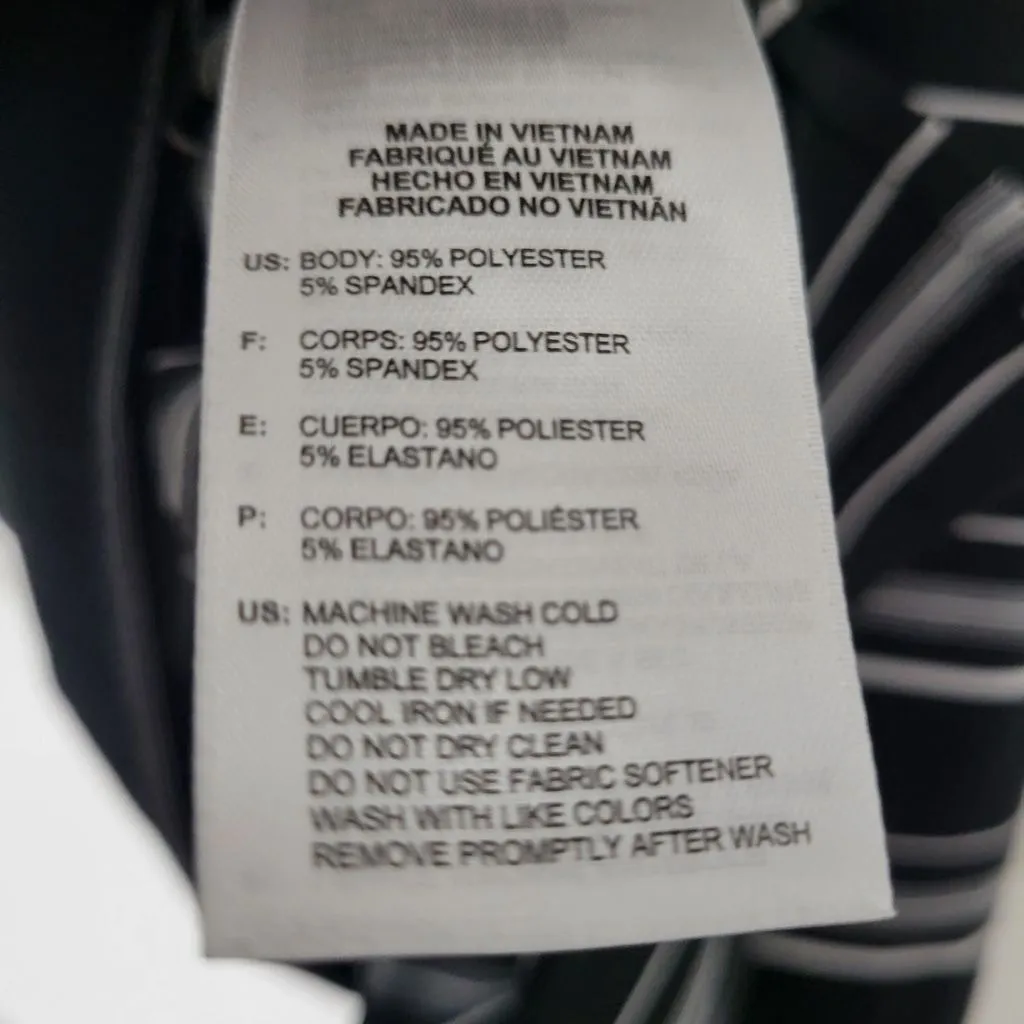 MADE IN VIETNAM
FABRIQUÉ AU VIETNAM
HECHO EN VIETNAM
FABRICADO NO VIETNÃN
US: BODY: 95% POLYESTER
5% SPANDEX
F: CORPS: 95% POLYESTER
5% SPANDEX
E: CUERPO: 95% POLIESTER
5% ELASTANO
P: CORPO: 95% POLIÉSTER
5% ELASTANO
US: MACHINE WASH COLD
DO NOT BLEACH
TUMBLE DRY LOW
COOL IRON IF NEEDED
DO NOT DRY CLEAN
DO NOT USE FABRIC SOFTENER
WASH WITH LIKE COLORS
REMOVE PROMPTLY AFTER WASH